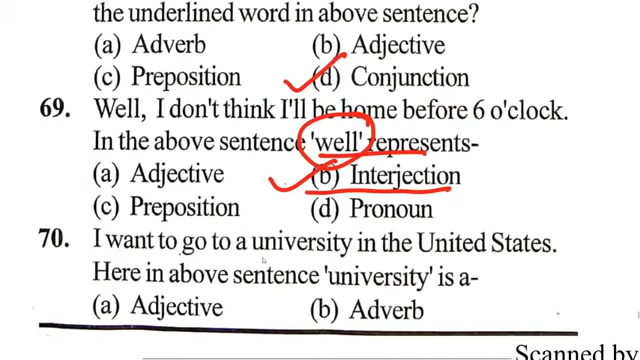 the underlined word in above sentence?
(a) Adverb (b) Adjective
(c) Preposition (d) Conjunction
69. Well, I don't think I'll be home before 6 o'clock.
In the above sentence 'well' represents-
(a) Adjective (b) Interjection
(c) Preposition (d) Pronoun
70. I want to go to a university in the United States.
Here in above sentence 'university' is a-
(a) Adjective (b) Adverb
Scanned by